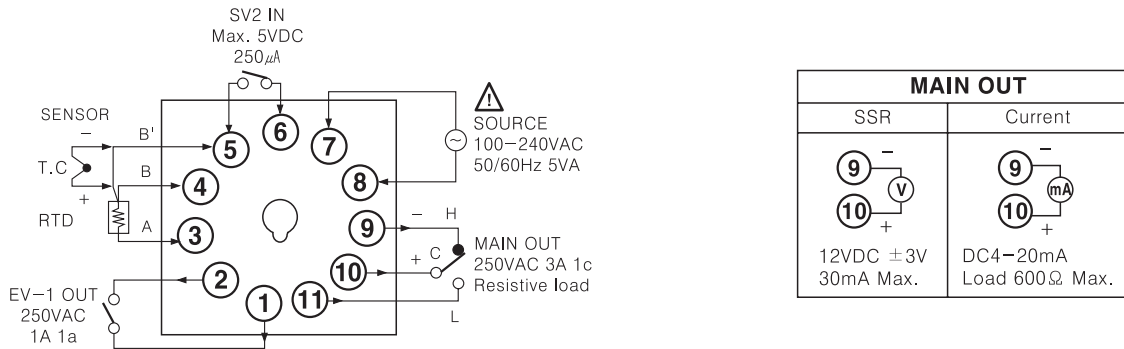 SV2 IN
Max. 5VDC
250㎂
SENSOR
−
B'
T.C
B
+
RTD
A
5
6
7
4
8
3
9
2
10
1
11
SOURCE
100−240VAC
50/60Hz 5VA
− H
+ C
L
MAIN OUT
250VAC 3A 1c
Resistive load
EV−1 OUT
250VAC
1A 1a
MAIN OUT
SSR
Current
9 −
V
10 +
12VDC ±3V
30mA Max.
9 −
mA
10 +
DC4−20mA
Load 600Ω Max.